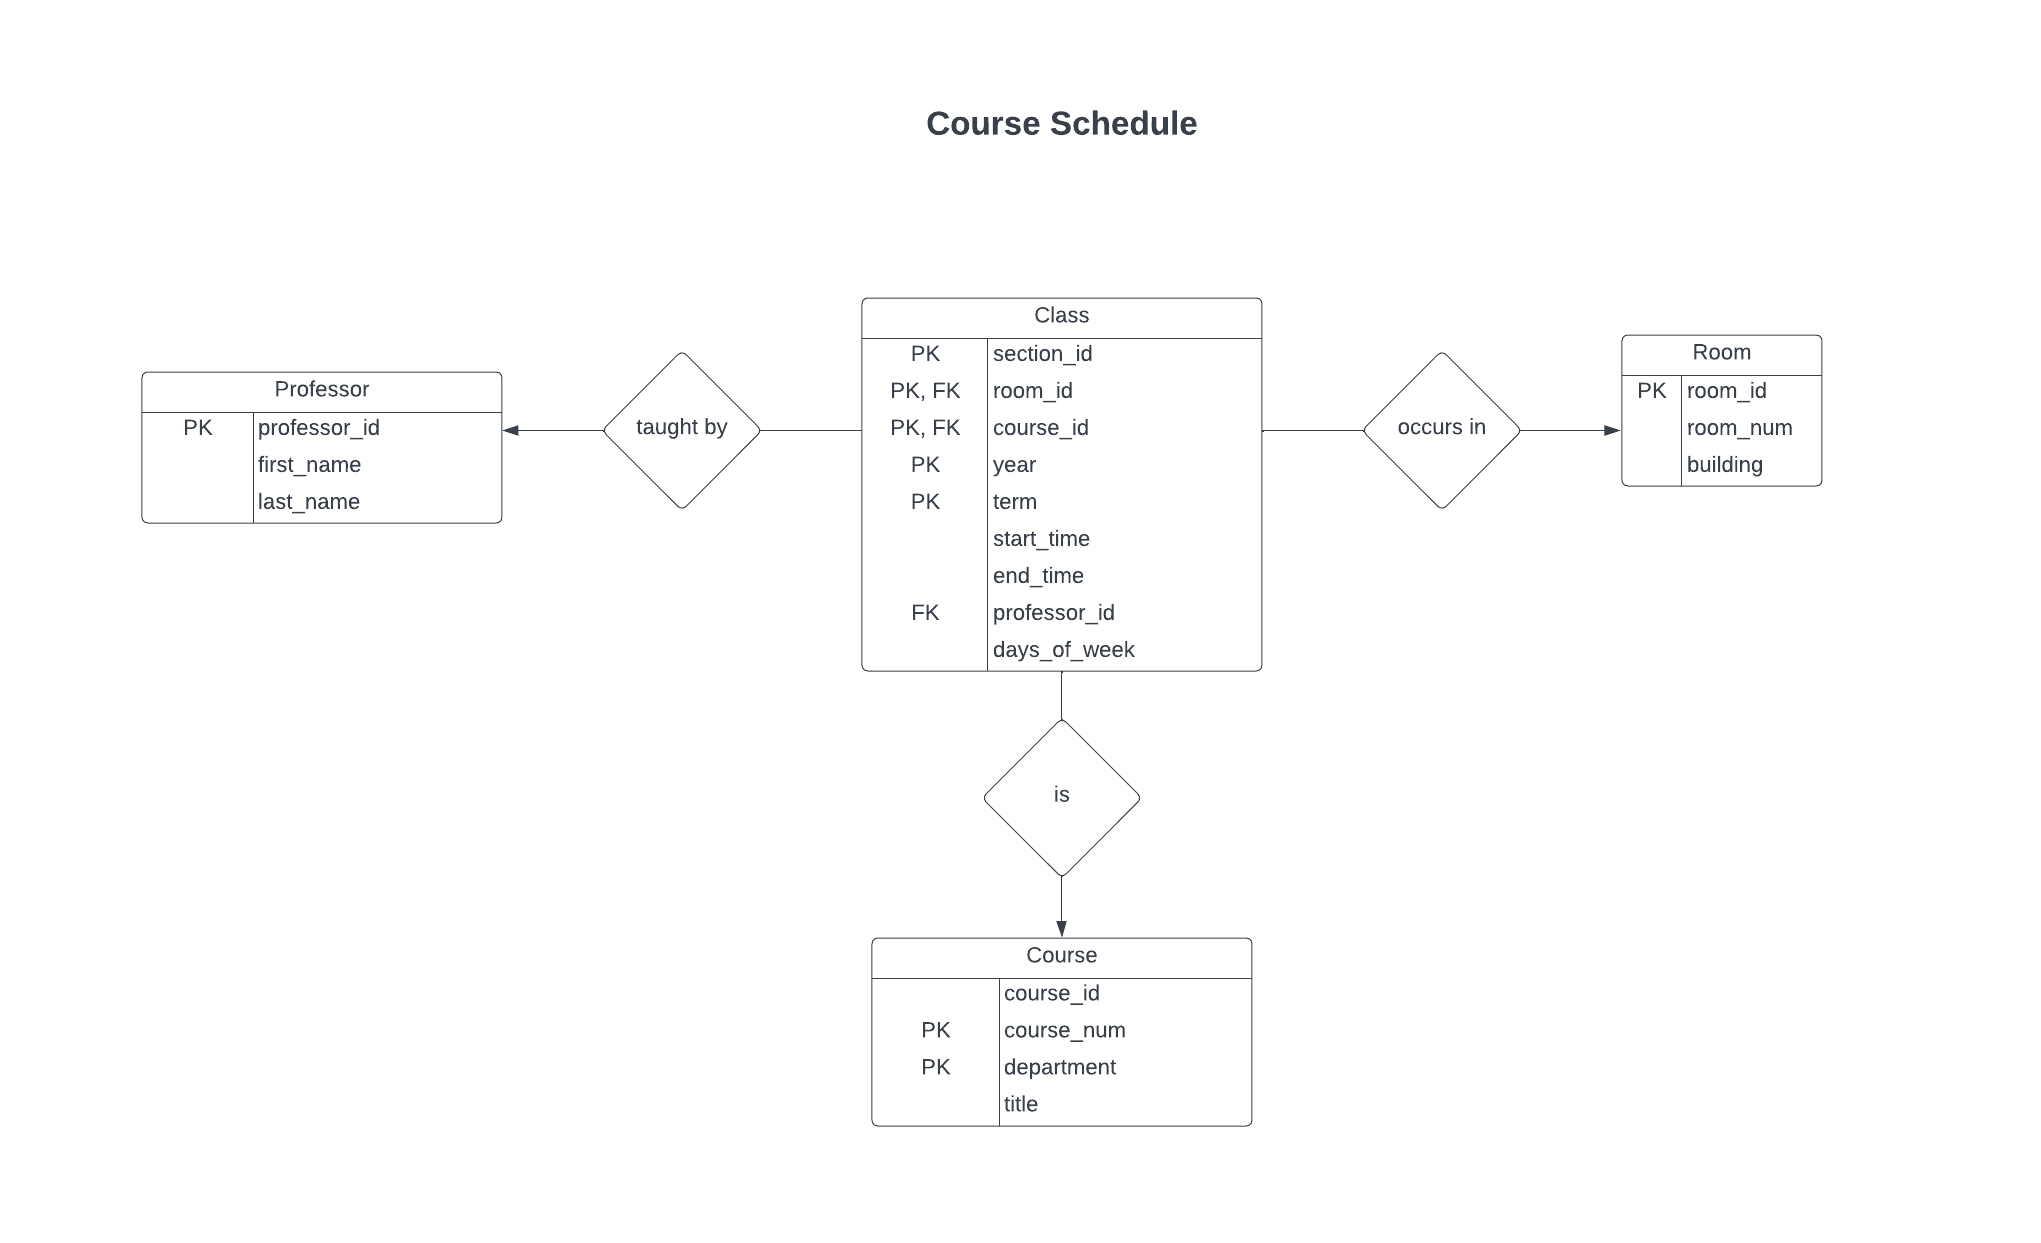 Course Schedule
Professor
PK professor_id
first_name
last_name
taught by
Class
PK section_id
PK, FK room_id
PK, FK course_id
PK year
PK term
start_time
end_time
FK professor_id
days_of_week
occurs in
Room
PK room_id
room_num
building
is
Course
course_id
PK course_num
PK department
title